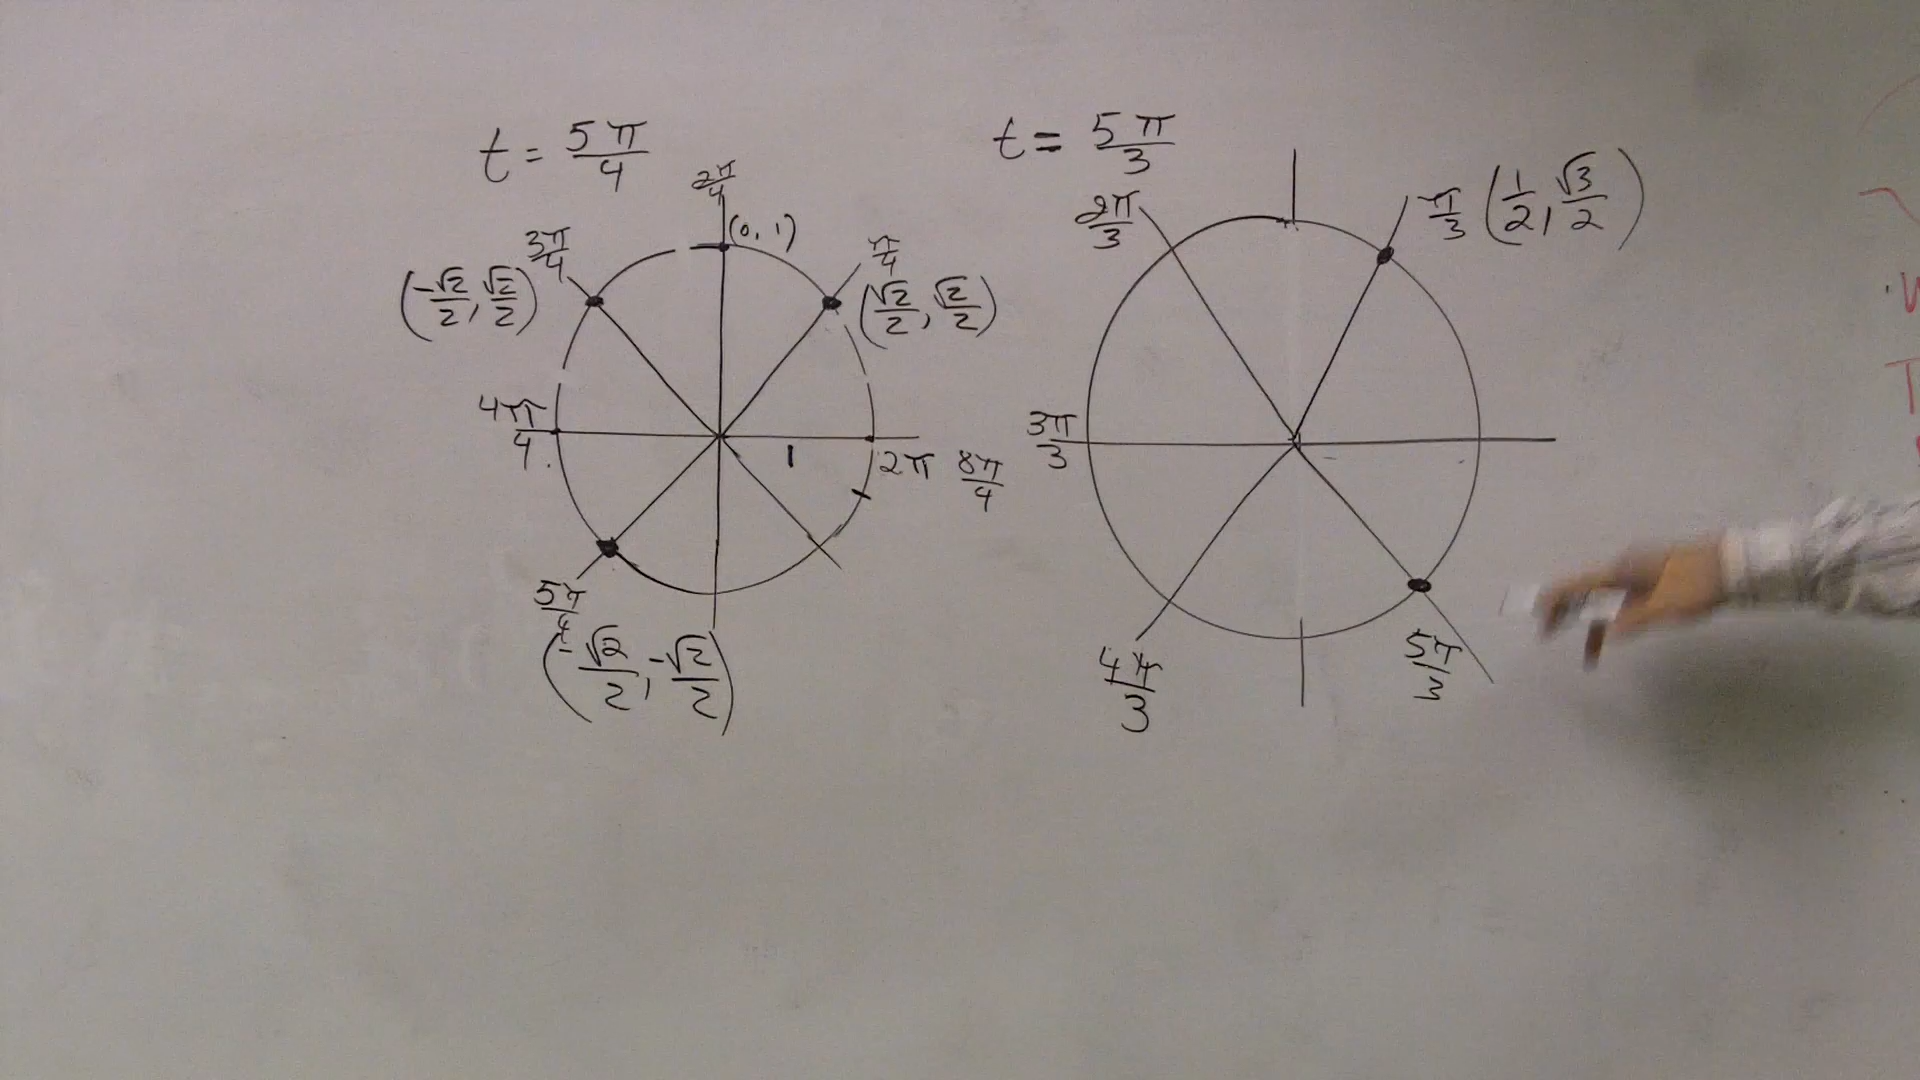 t = 5π/4
2π/4
(0, 1)
3π/4
(-√2/2, √2/2)
π/4
(√2/2, √2/2)
4π/4
1
2π 8π/4
5π/4
(-√2/2, -√2/2)
t = 5π/3
2π/3
π/3 (1/2, √3/2)
3π/3
4π/3
5π/3
W
T